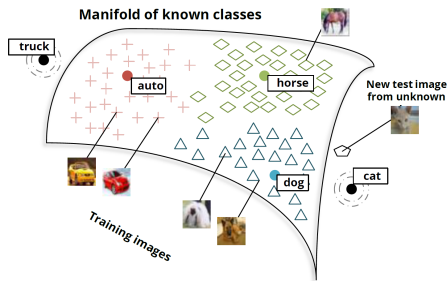 Manifold of known classes
truck
auto
horse
New test image
from unknown
dog
cat
Training images